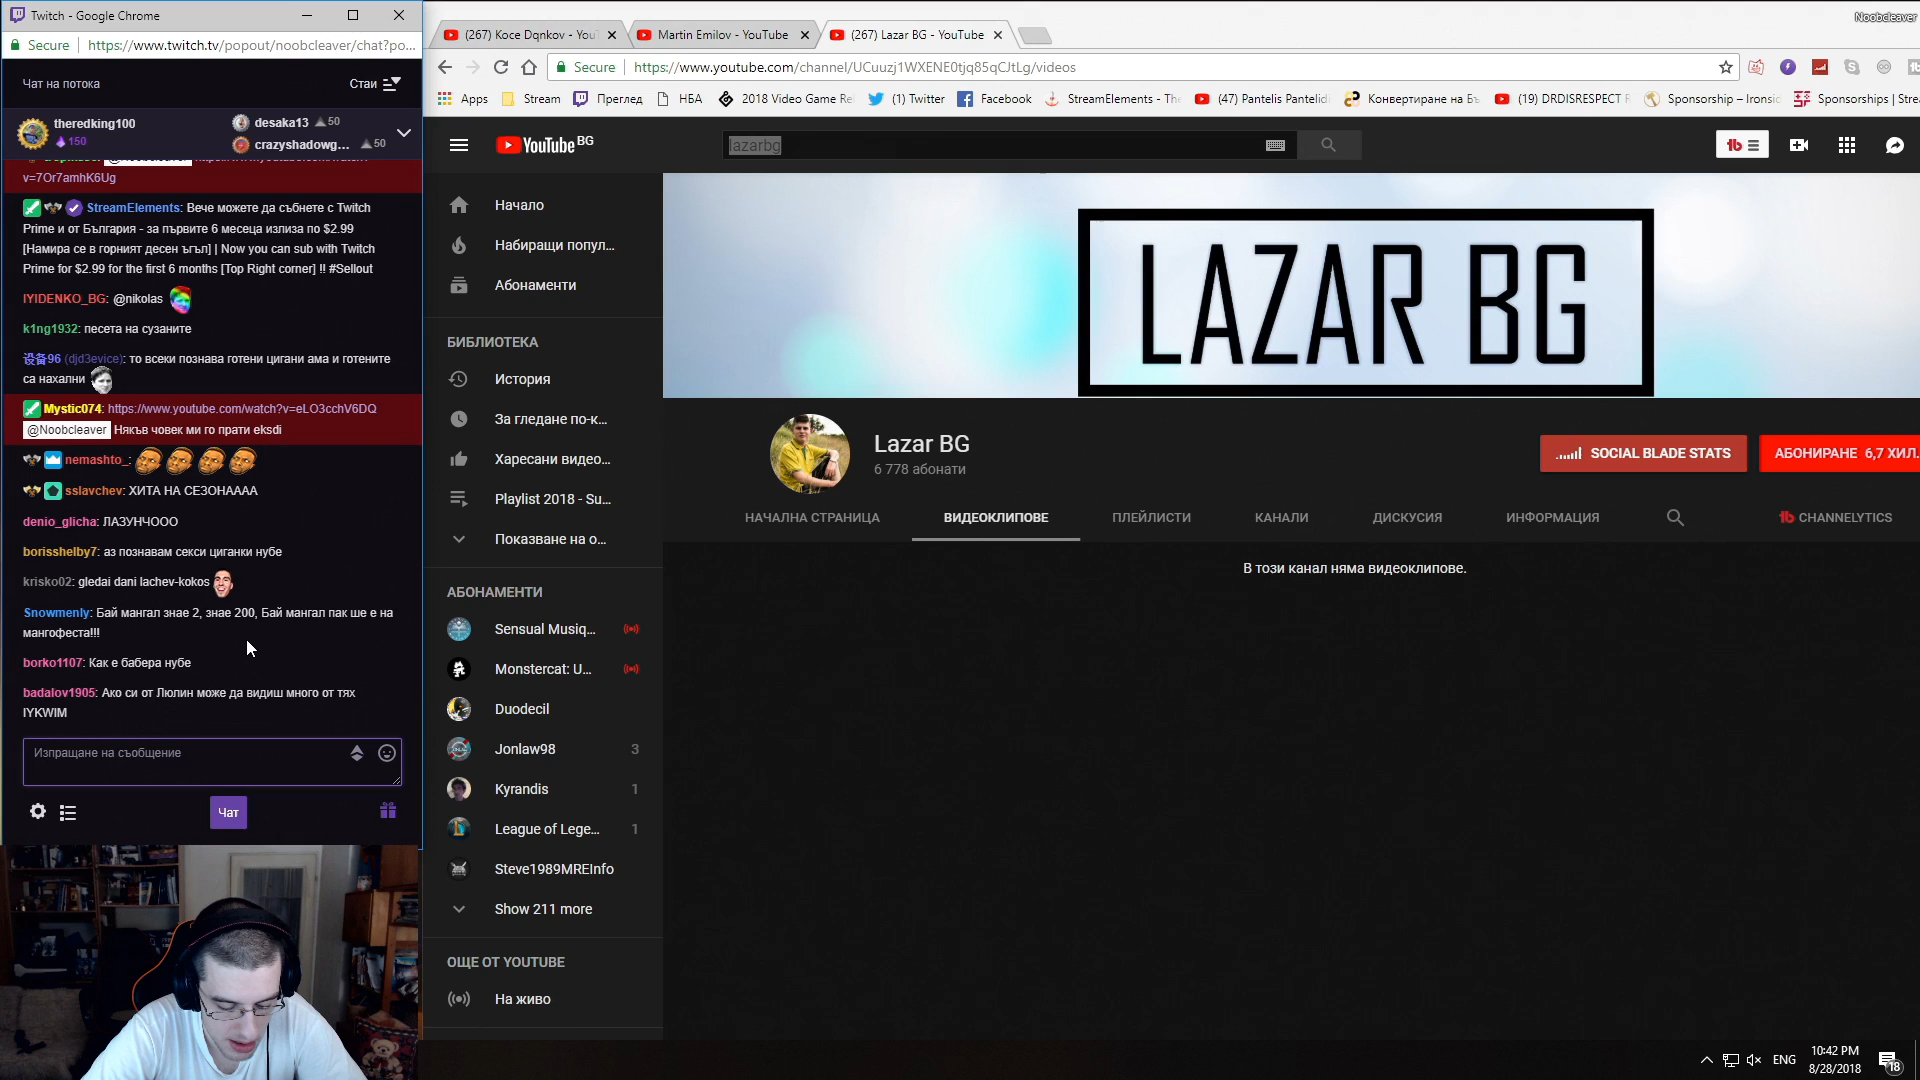 Twitch - Google Chrome
Secure https://www.twitch.tv/popout/noobcleaver/chat?po...
Чат на потока
Стаи
theredking100
150
desaka13 50
crazyshadowg... 50
v=7Or7amhK6Ug
StreamElements: Вече можете да събнете с Twitch
Prime и от България - за първите 6 месеца излиза по $2.99
[Намира се в горният десен ъгъл] | Now you can sub with Twitch
Prime for $2.99 for the first 6 months [Top Right corner] !! #Sellout
IYIDENKO_BG: @nikolas
k1ng1932: песета на сузаните
设备96 (djd3evice): то всеки познава готени цигани ама и готените
са нахални
Mystic074: https://www.youtube.com/watch?v=eLO3cchV6DQ
@Noobcleaver Някъв човек ми го прати eksdi
nemashto_:
sslavchev: ХИТА НА СЕЗОНАААА
denio_glicha: ЛАЗУНЧООО
borisshelby7: аз познавам секси циганки нубе
krisko02: gledai dani lachev-kokos
Snowmenly: Бай мангал знае 2, знае 200, Бай мангал пак ше е на
мангофеста!!!
borko1107: Как е бабера нубе
badalov1905: Ако си от Люлин може да видиш много от тях
IYKWIM
Изпращане на съобщение
Чат
Noobcleaver
(267) Koce Dqnkov - You
Martin Emilov - YouTube
(267) Lazar BG - YouTube
Secure https://www.youtube.com/channel/UCuuzj1WXENE0tjq85qCJtLg/videos
Apps
Stream
Преглед
НБА
2018 Video Game Re
(1) Twitter
Facebook
StreamElements - The
(47) Pantelis Pantelid
Конвертиране на Бъ
(19) DRDISRESPECT
Sponsorship – Ironsid
Sponsorships | Strea
YouTube BG
lazarbg
Начало
Набиращи попул...
Абонаменти
БИБЛИОТЕКА
История
За гледане по-к...
Харесани видео...
Playlist 2018 - Su...
Показване на о...
АБОНАМЕНТИ
Sensual Musiq...
Monstercat: U...
Duodecil
Jonlaw98 3
Kyrandis 1
League of Lege... 1
Steve1989MREInfo
Show 211 more
ОЩЕ ОТ YOUTUBE
На живо
LAZAR BG
Lazar BG
6 778 абонати
SOCIAL BLADE STATS
АБОНИРАНЕ 6,7 ХИЛ.
НАЧАЛНА СТРАНИЦА
ВИДЕОКЛИПОВЕ
ПЛЕЙЛИСТИ
КАНАЛИ
ДИСКУСИЯ
ИНФОРМАЦИЯ
CHANNELYTICS
В този канал няма видеоклипове.
ENG
10:42 PM
8/28/2018
18